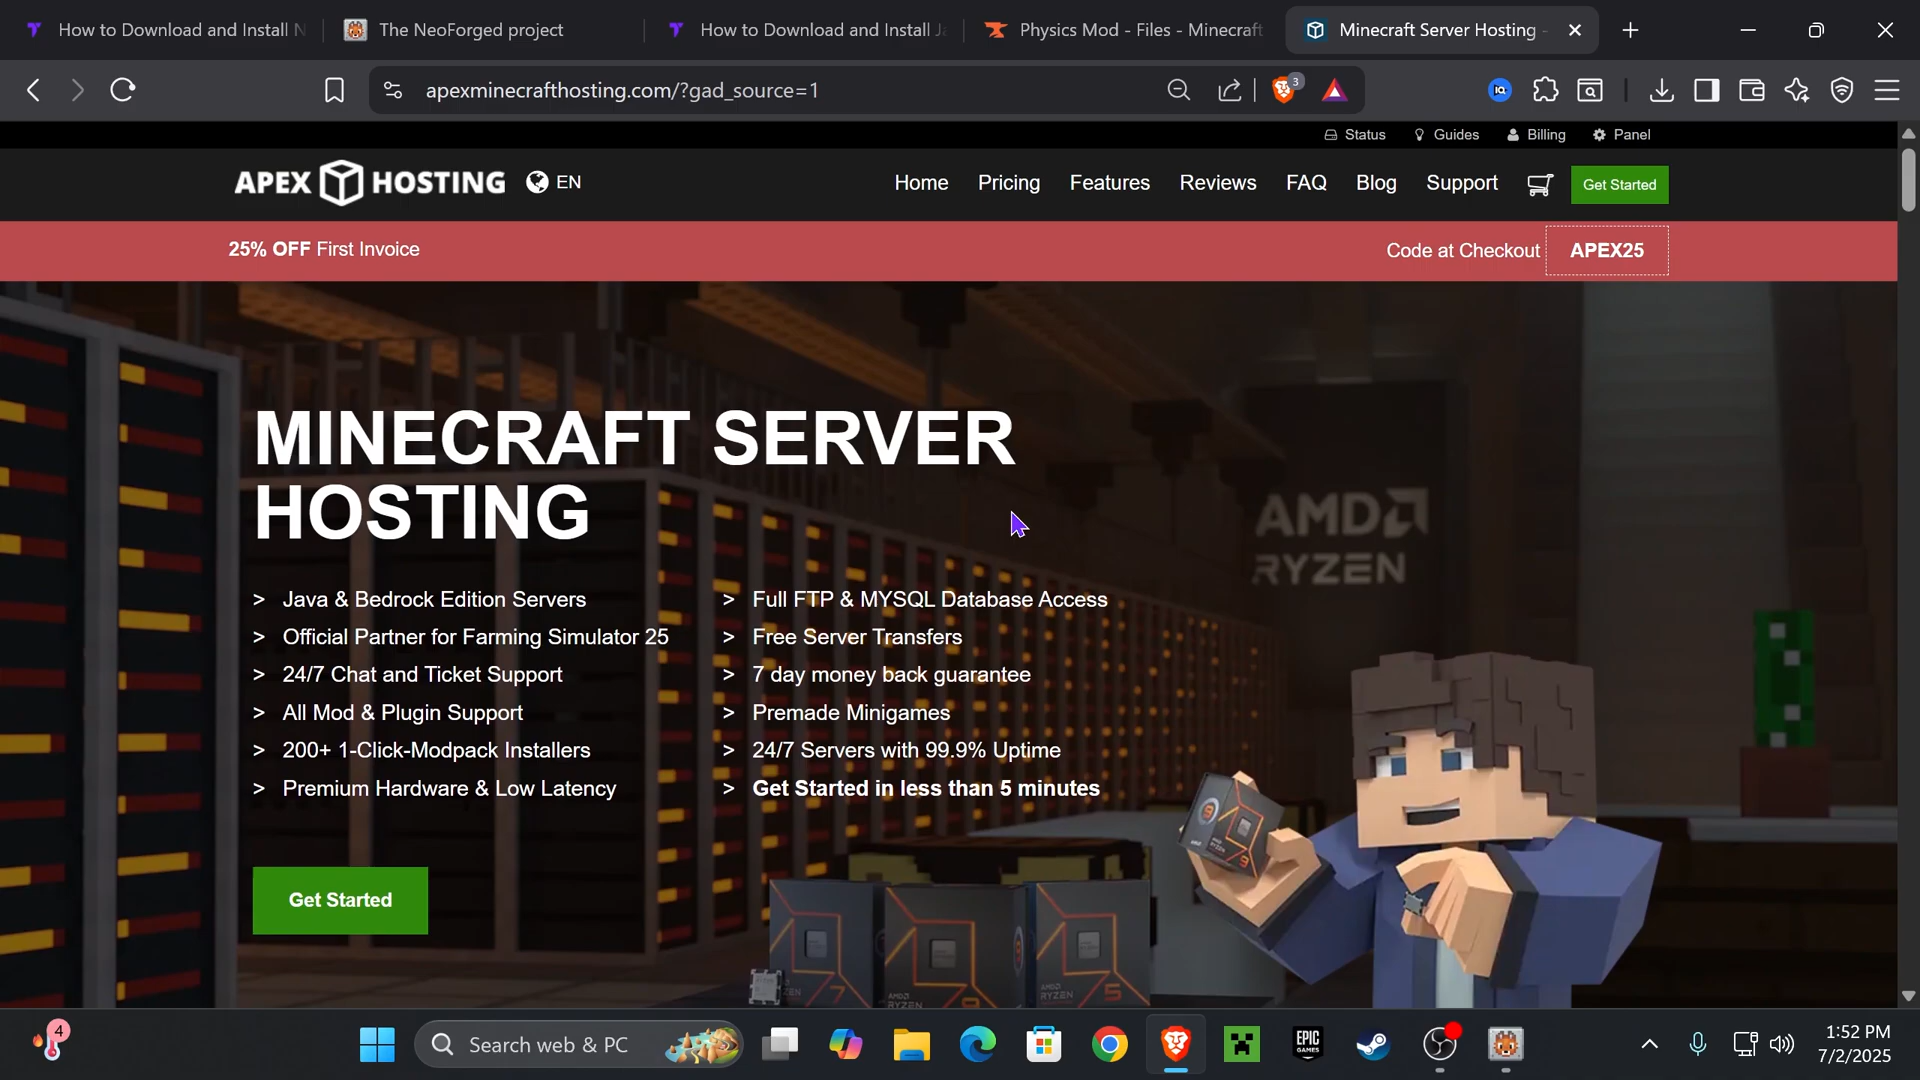 How to Download and Install N
The NeoForged project
How to Download and Install Ja
Physics Mod - Files - Minecraft
Minecraft Server Hosting -
apexminecrafthosting.com/?gad_source=1
3
Status
Guides
Billing
Panel
APEX HOSTING
EN
Home
Pricing
Features
Reviews
FAQ
Blog
Support
Get Started
25% OFF First Invoice
Code at Checkout
APEX25
MINECRAFT SERVER
HOSTING
AMD
RYZEN
> Java & Bedrock Edition Servers
> Official Partner for Farming Simulator 25
> 24/7 Chat and Ticket Support
> All Mod & Plugin Support
> 200+ 1-Click-Modpack Installers
> Premium Hardware & Low Latency
> Full FTP & MYSQL Database Access
> Free Server Transfers
> 7 day money back guarantee
> Premade Minigames
> 24/7 Servers with 99.9% Uptime
> Get Started in less than 5 minutes
Get Started
4
Search web & PC
EPIC
GAMES
1:52 PM
7/2/2025